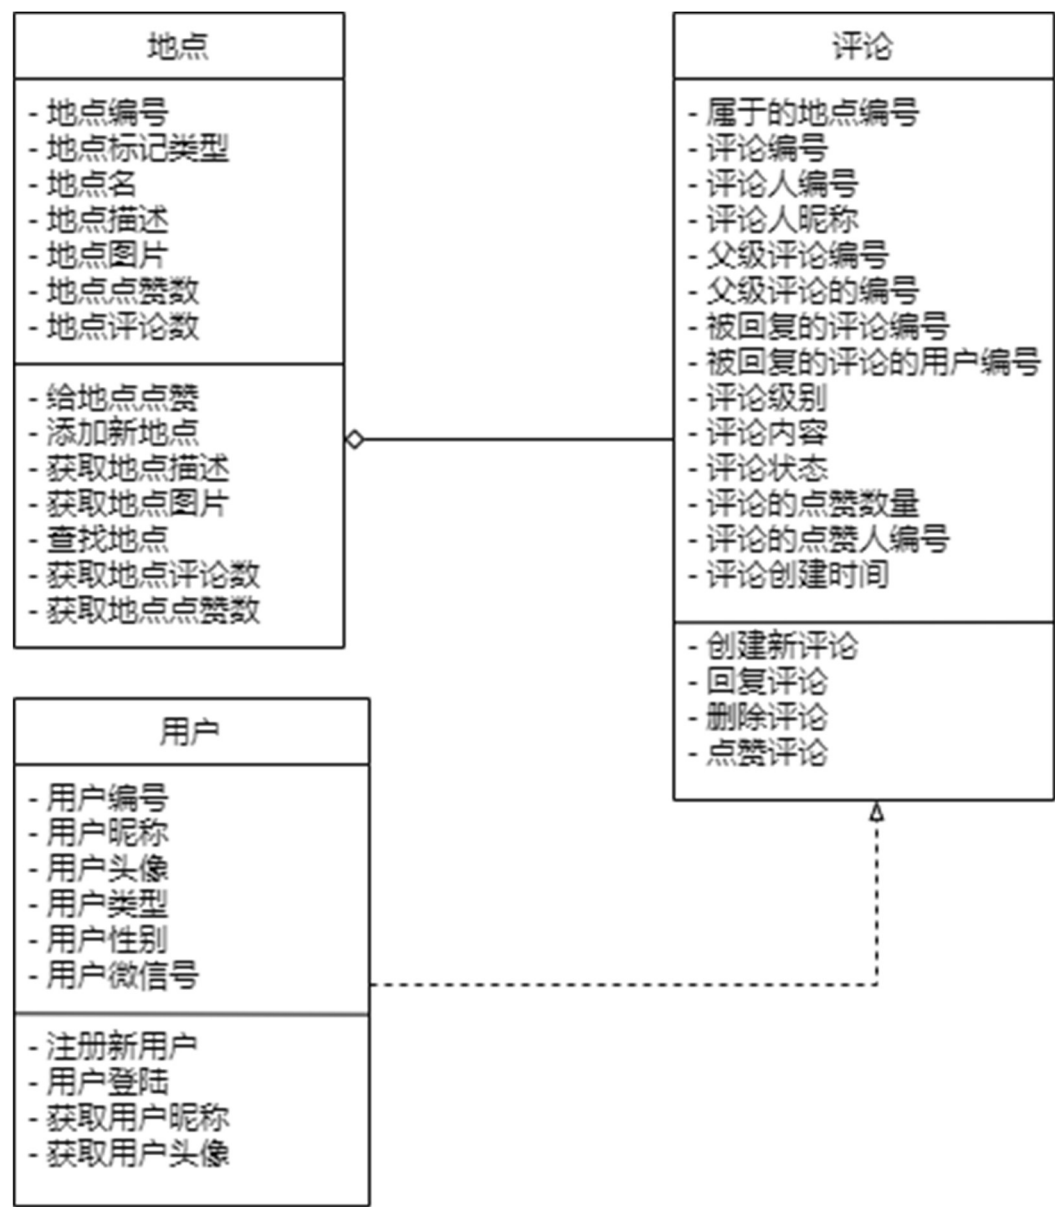 地点
- 地点编号
- 地点标记类型
- 地点名
- 地点描述
- 地点图片
- 地点点赞数
- 地点评论数
- 给地点点赞
- 添加新地点
- 获取地点描述
- 获取地点图片
- 查找地点
- 获取地点评论数
- 获取地点点赞数
评论
- 属于的地点编号
- 评论编号
- 评论人编号
- 评论人昵称
- 父级评论编号
- 父级评论的编号
- 被回复的评论编号
- 被回复的评论的用户编号
- 评论级别
- 评论内容
- 评论状态
- 评论的点赞数量
- 评论的点赞人编号
- 评论创建时间
- 创建新评论
- 回复评论
- 删除评论
- 点赞评论
用户
- 用户编号
- 用户昵称
- 用户头像
- 用户类型
- 用户性别
- 用户微信号
- 注册新用户
- 用户登陆
- 获取用户昵称
- 获取用户头像